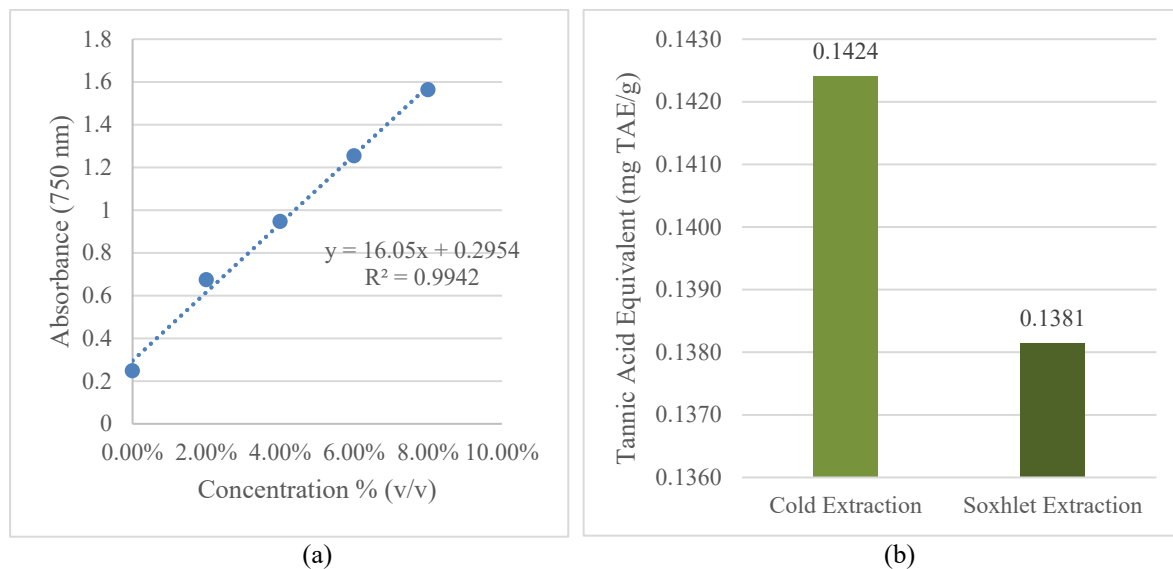 1.8
1.6
1.4
1.2
1
0.8
0.6
0.4
0.2
0
Absorbance (750 nm)
y = 16.05x + 0.2954
R² = 0.9942
0.00% 2.00% 4.00% 6.00% 8.00% 10.00%
Concentration % (v/v)
(a)
0.1430
0.1420
0.1410
0.1400
0.1390
0.1380
0.1370
0.1360
Tannic Acid Equivalent (mg TAE/g)
0.1424
0.1381
Cold Extraction Soxhlet Extraction
(b)